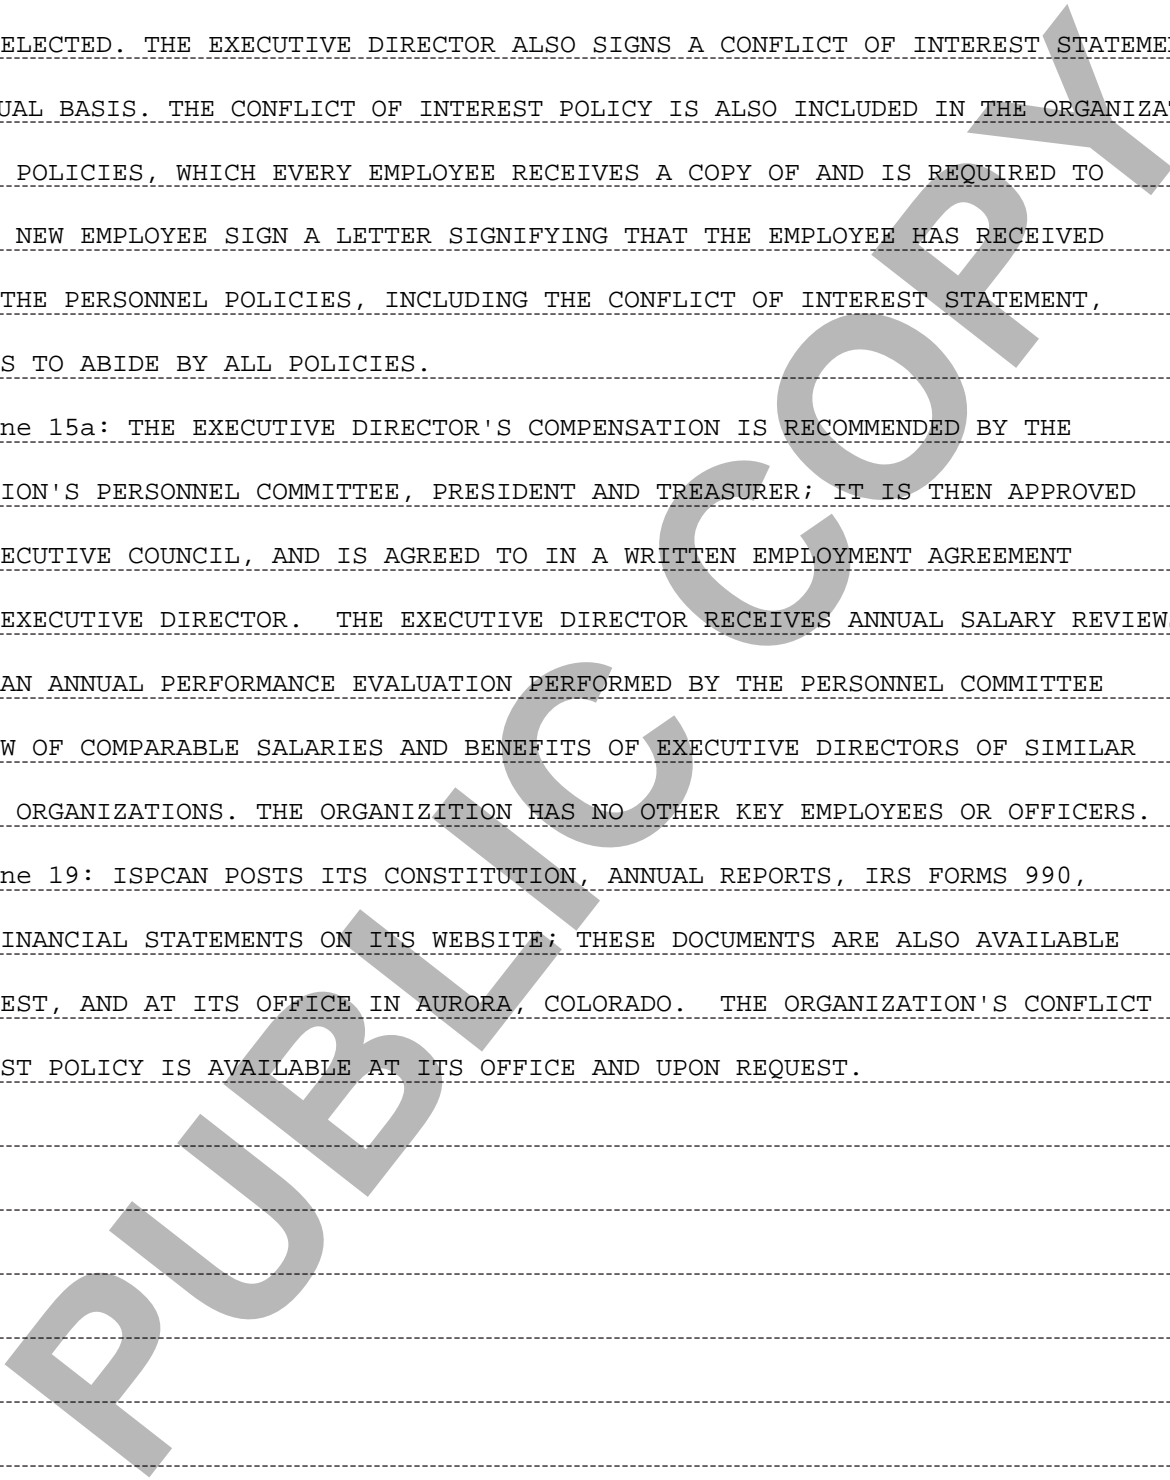 ELECTED. THE EXECUTIVE DIRECTOR ALSO SIGNS A CONFLICT OF INTEREST STATEME
UAL BASIS. THE CONFLICT OF INTEREST POLICY IS ALSO INCLUDED IN THE ORGANIZAT
POLICIES, WHICH EVERY EMPLOYEE RECEIVES A COPY OF AND IS REQUIRED TO
NEW EMPLOYEE SIGN A LETTER SIGNIFYING THAT THE EMPLOYEE HAS RECEIVED
THE PERSONNEL POLICIES, INCLUDING THE CONFLICT OF INTEREST STATEMENT,
S TO ABIDE BY ALL POLICIES.
ne 15a: THE EXECUTIVE DIRECTOR'S COMPENSATION IS RECOMMENDED BY THE
ION'S PERSONNEL COMMITTEE, PRESIDENT AND TREASURER; IT IS THEN APPROVED
ECUTIVE COUNCIL, AND IS AGREED TO IN A WRITTEN EMPLOYMENT AGREEMENT
EXECUTIVE DIRECTOR. THE EXECUTIVE DIRECTOR RECEIVES ANNUAL SALARY REVIEWS
AN ANNUAL PERFORMANCE EVALUATION PERFORMED BY THE PERSONNEL COMMITTEE
W OF COMPARABLE SALARIES AND BENEFITS OF EXECUTIVE DIRECTORS OF SIMILAR
ORGANIZATIONS. THE ORGANIZITION HAS NO OTHER KEY EMPLOYEES OR OFFICERS.
ne 19: ISPCAN POSTS ITS CONSTITUTION, ANNUAL REPORTS, IRS FORMS 990,
INANCIAL STATEMENTS ON ITS WEBSITE; THESE DOCUMENTS ARE ALSO AVAILABLE
EST, AND AT ITS OFFICE IN AURORA, COLORADO. THE ORGANIZATION'S CONFLICT
ST POLICY IS AVAILABLE AT ITS OFFICE AND UPON REQUEST.
PUBLIC COPY